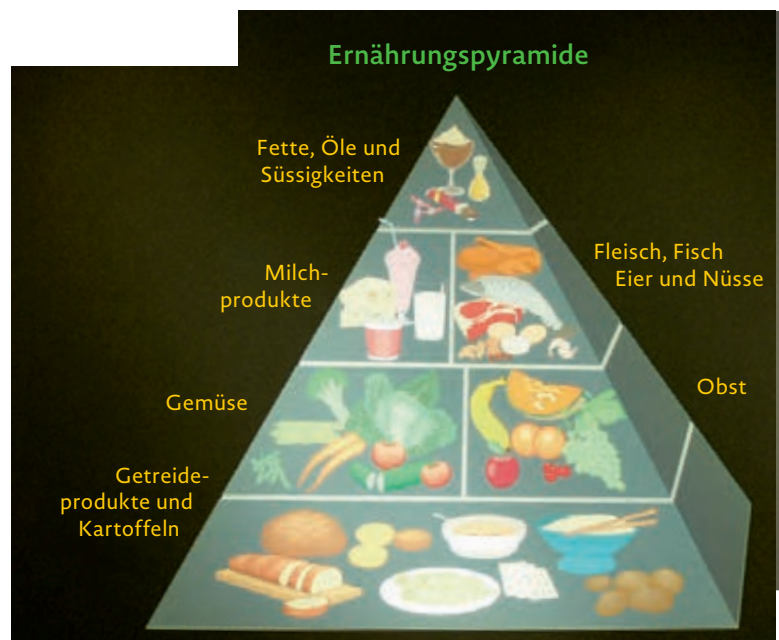 Ernährungspyramide
Fette, Öle und
Süssigkeiten
Milch-
produkte
Fleisch, Fisch
Eier und Nüsse
Gemüse
Obst
Getreide-
produkte und
Kartoffeln